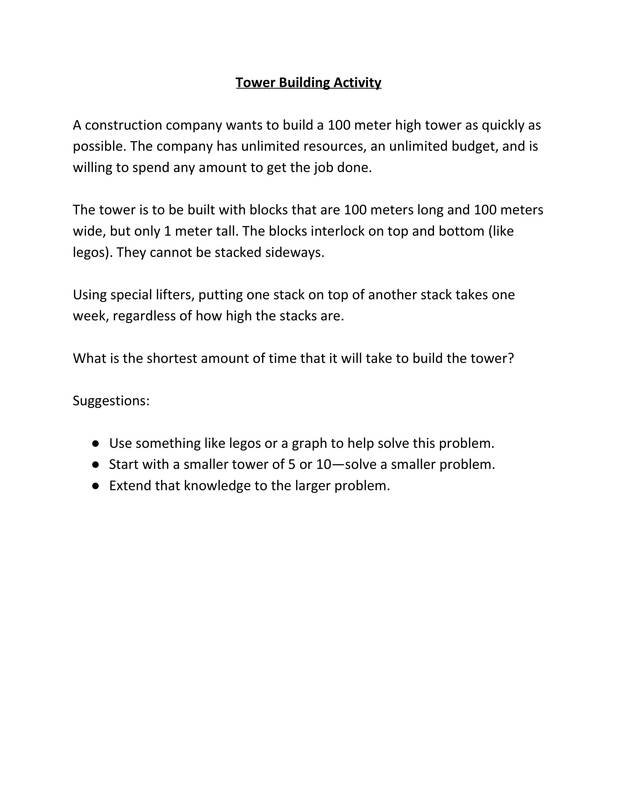 Tower Building Activity
A construction company wants to build a 100 meter high tower as quickly as
possible. The company has unlimited resources, an unlimited budget, and is
willing to spend any amount to get the job done.
The tower is to be built with blocks that are 100 meters long and 100 meters
wide, but only 1 meter tall. The blocks interlock on top and bottom (like
legos). They cannot be stacked sideways.
Using special lifters, putting one stack on top of another stack takes one
week, regardless of how high the stacks are.
What is the shortest amount of time that it will take to build the tower?
Suggestions:
● Use something like legos or a graph to help solve this problem.
● Start with a smaller tower of 5 or 10—solve a smaller problem.
● Extend that knowledge to the larger problem.